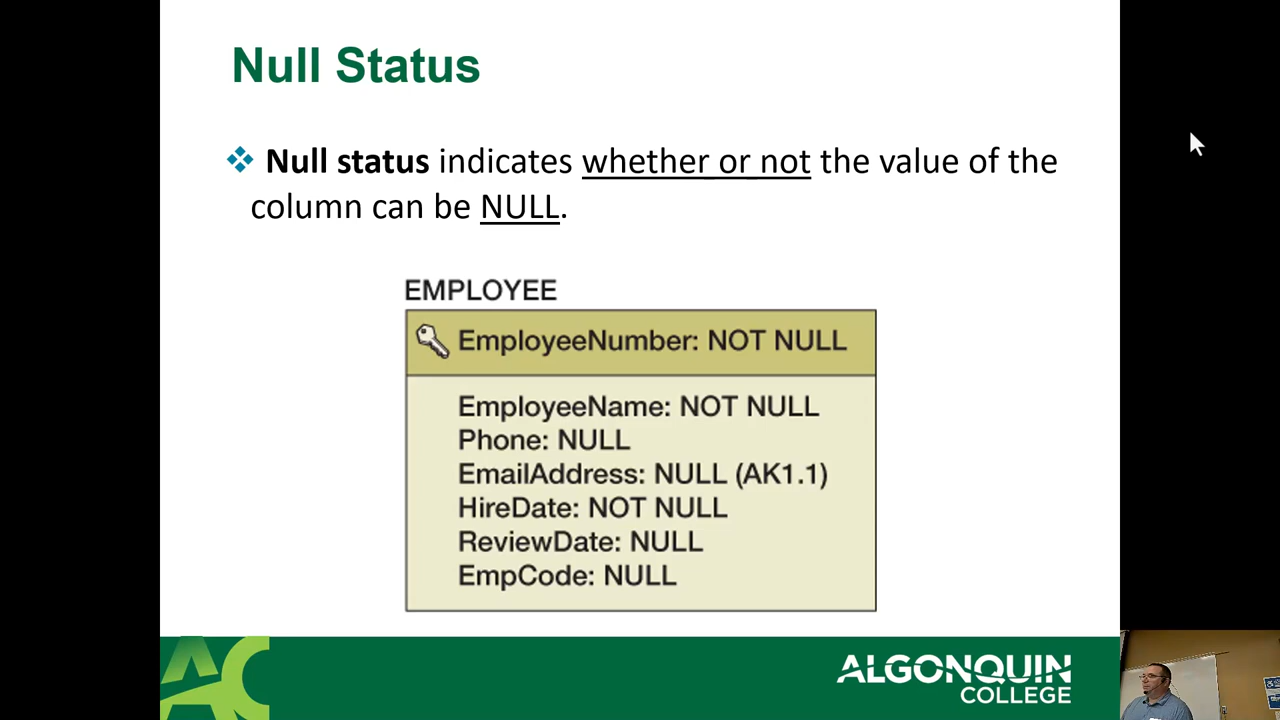 Null Status
Null status indicates whether or not the value of the
column can be NULL.
EMPLOYEE
EmployeeNumber: NOT NULL
EmployeeName: NOT NULL
Phone: NULL
EmailAddress: NULL (AK1.1)
HireDate: NOT NULL
ReviewDate: NULL
EmpCode: NULL
AC
ALGONQUIN
COLLEGE